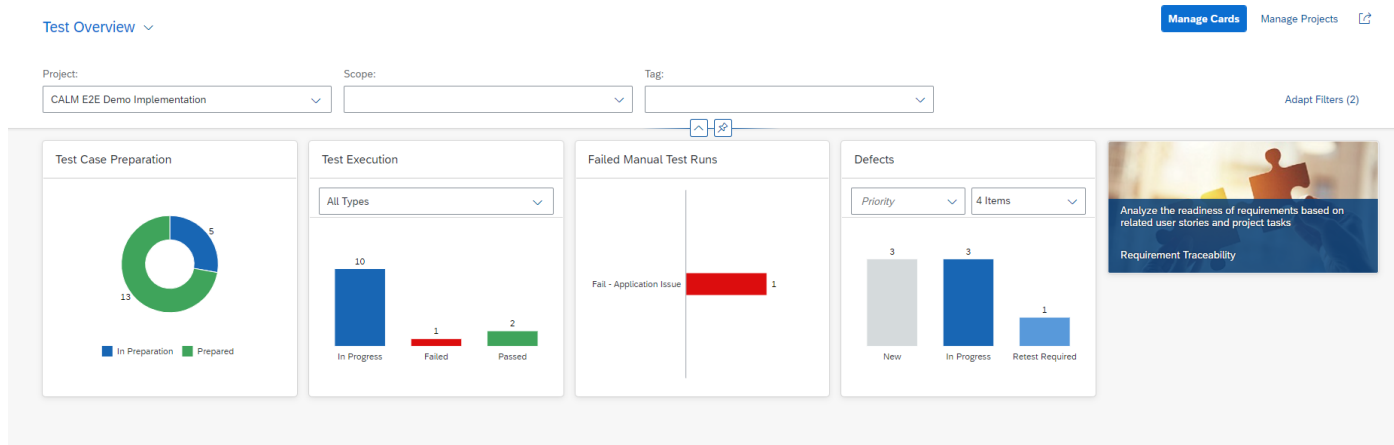 Test Overview
Manage Cards
Manage Projects
Project:
Scope:
Tag:
CALM E2E Demo Implementation
Adapt Filters (2)
Test Case Preparation
5
13
In Preparation
Prepared
Test Execution
All Types
10
1
2
In Progress
Failed
Passed
Failed Manual Test Runs
Fail - Application Issue
1
Defects
Priority
4 Items
3
3
1
New
In Progress
Retest Required
Analyze the readiness of requirements based on
related user stories and project tasks
Requirement Traceability